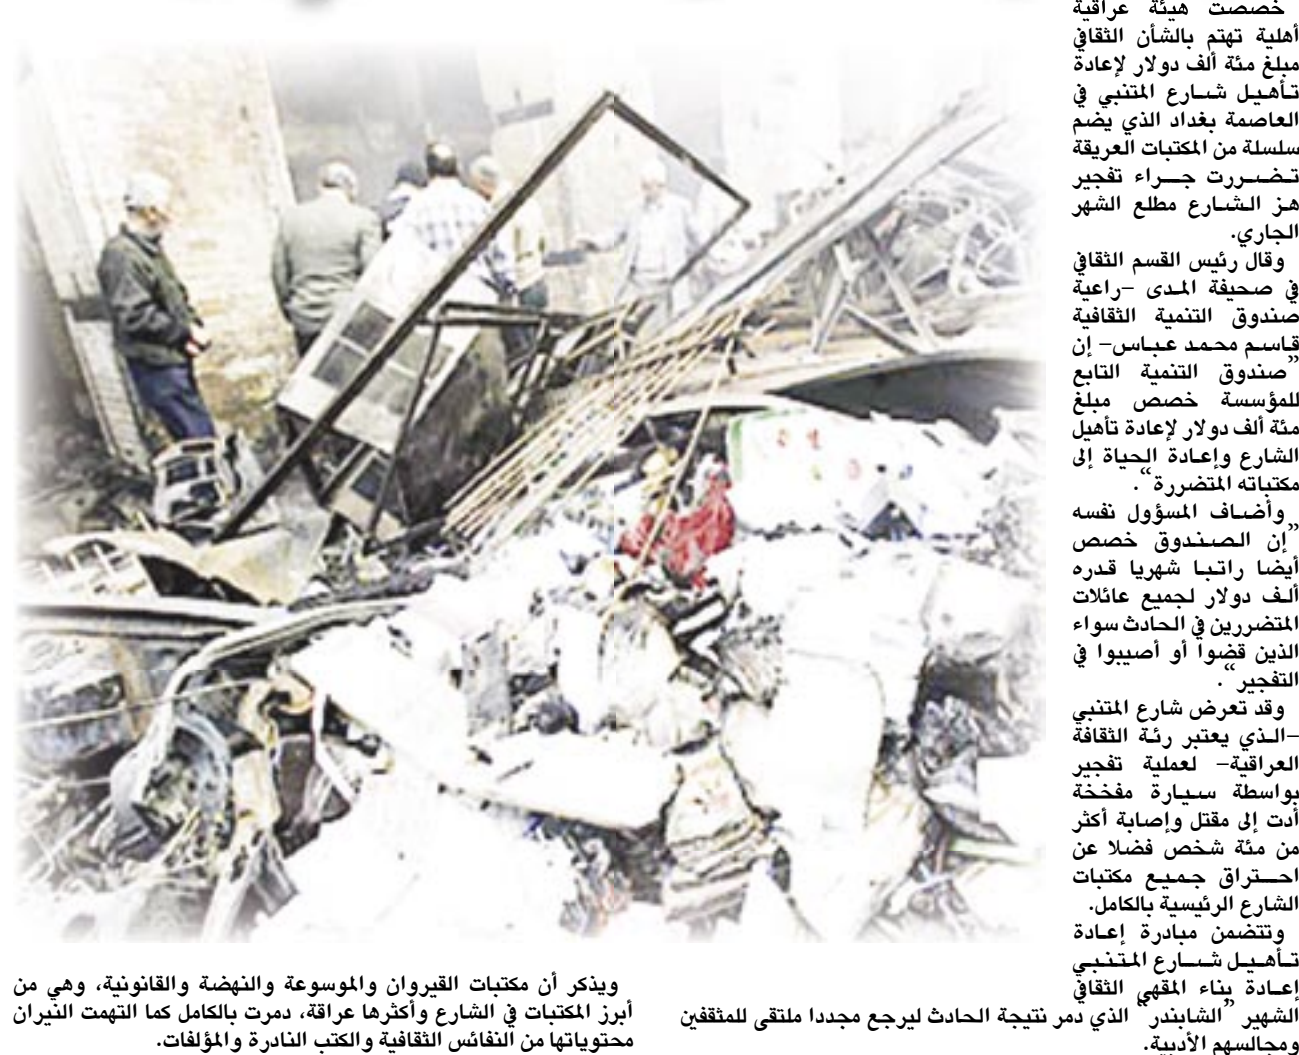 خصصت هيئة عراقية
أهلية تهتم بالشأن الثقافي
مبلغ مئة ألف دولار لإعادة
تأهيل شارع المتنبي في
العاصمة بغداد الذي يضم
سلسلة من المكتبات العريقة
تضررت جراء تفجير
هز الشارع مطلع الشهر
الجاري.
وقال رئيس القسم الثقافي
في صحيفة المدى –راعية
صندوق التنمية الثقافية
قاسم محمد عباس– إن
”صندوق التنمية التابع
للمؤسسة خصص مبلغ
مئة ألف دولار لإعادة تأهيل
الشارع وإعادة الحياة إلى
مكتباته المتضررة“.
وأضاف المسؤول نفسه
”إن الصندوق خصص
أيضا راتبا شهريا قدره
ألف دولار لجميع عائلات
المتضررين في الحادث سواء
الذين قضوا أو أصيبوا في
التفجير“.
وقد تعرض شارع المتنبي
–الذي يعتبر رئة الثقافة
العراقية– لعملية تفجير
بواسطة سيارة مفخخة
أدت إلى مقتل وإصابة أكثر
من مئة شخص فضلا عن
احتراق جميع مكتبات
الشارع الرئيسية بالكامل.
وتتضمن مبادرة إعادة
تأهيل شارع المتنبي
إعادة بناء المقهى الثقافي
الشهير ”الشابندر“ الذي دمر نتيجة الحادث ليرجع مجددا ملتقى للمثقفين
ومجالسهم الأدبية.
ويذكر أن مكتبات القيروان والموسوعة والنهضة والقانونية، وهي من
أبرز المكتبات في الشارع وأكثرها عراقة، دمرت بالكامل كما التهمت النيران
محتوياتها من النفائس الثقافية والكتب النادرة والمؤلفات.